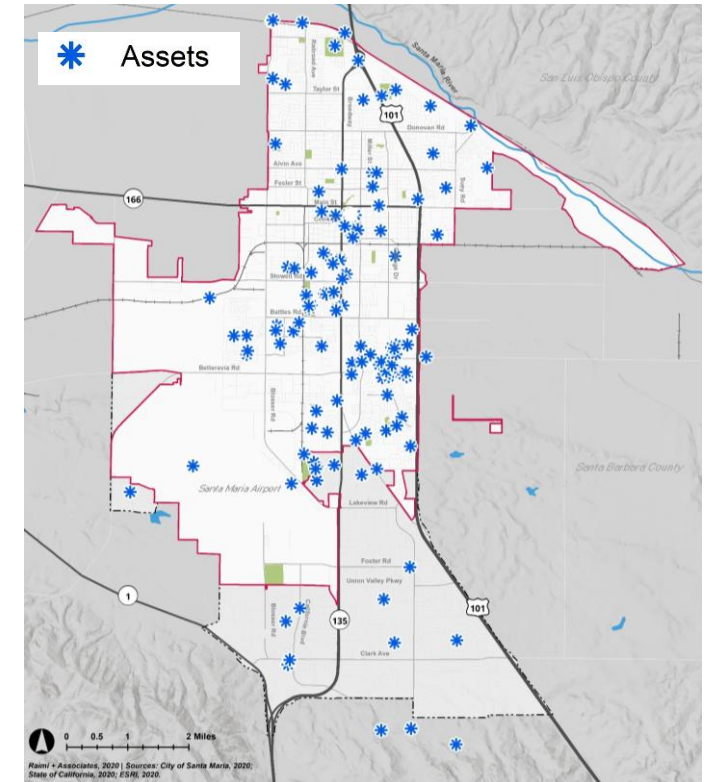 Assets
Santa Maria River
San Luis Obispo County
Railroad Ave
Taylor St
Broadway
101
Donovan Rd
Miller St
Alvin Ave
Fesler St
Suey Rd
166
Main St
Stowell Rd
Battles Rd
Betteravia Rd
Blosser Rd
Santa Barbara County
Santa Maria Airport
Lakeview Rd
Foster Rd
Union Valley Pkwy
1
101
135
Blosser Rd
California Blvd
Clark Ave
0 0.5 1 2 Miles
Raimi + Associates, 2020 | Sources: City of Santa Maria, 2020;
State of California, 2020; ESRI, 2020.